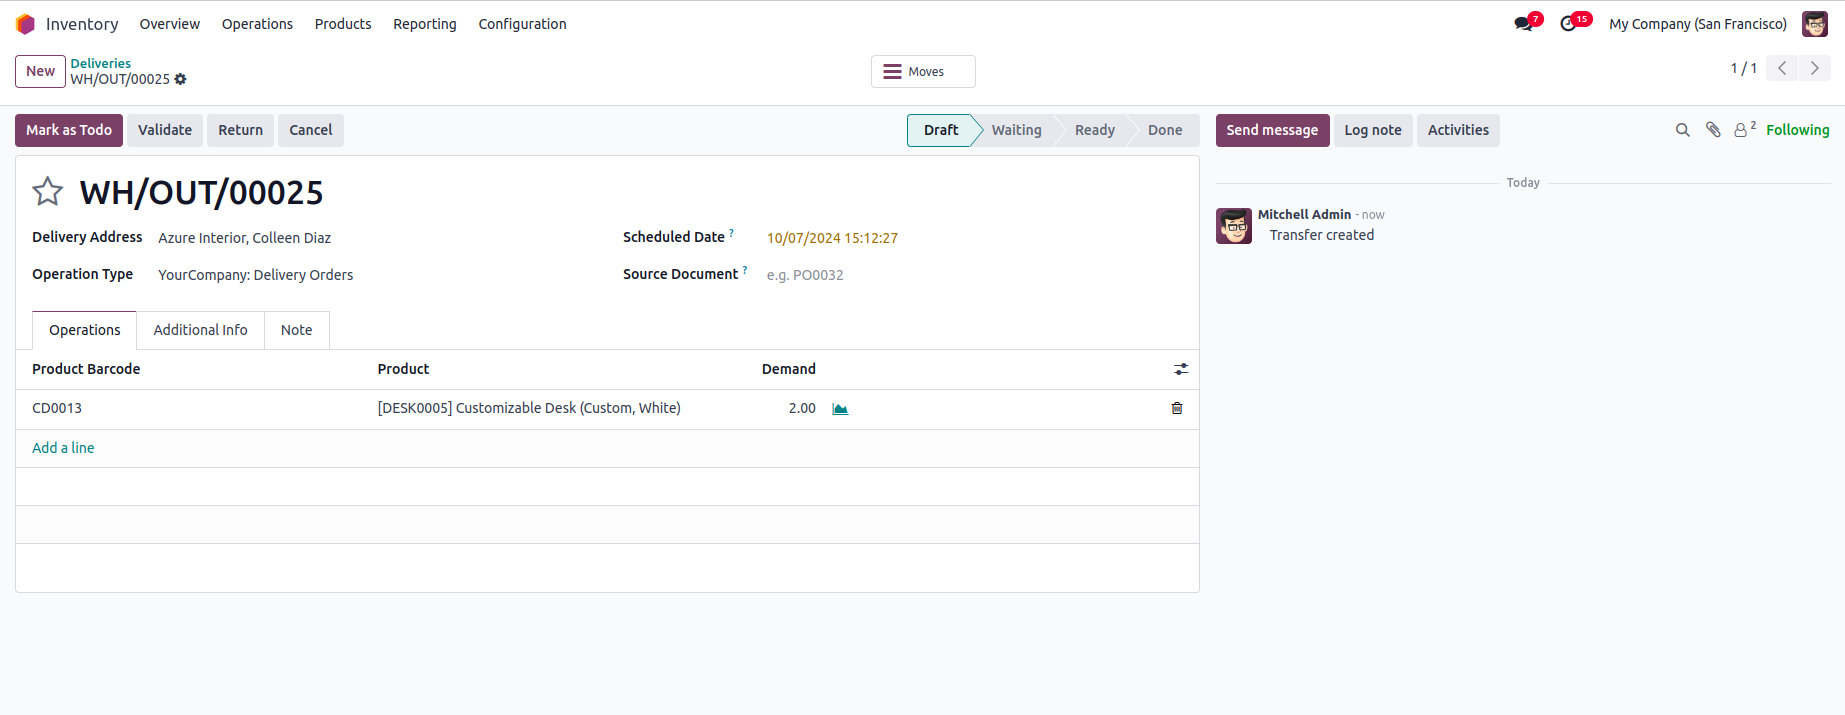 Inventory Overview Operations Products Reporting Configuration 7 15 My Company (San Francisco)
New Deliveries
WH/OUT/00025 Moves 1 / 1
Mark as Todo Validate Return Cancel Draft Waiting Ready Done Send message Log note Activities 2 Following
WH/OUT/00025
Today
Mitchell Admin - now
Transfer created
Delivery Address Azure Interior, Colleen Diaz Scheduled Date ? 10/07/2024 15:12:27
Operation Type YourCompany: Delivery Orders Source Document ? e.g. PO0032
Operations Additional Info Note
Product Barcode Product Demand
CD0013 [DESK0005] Customizable Desk (Custom, White) 2.00
Add a line